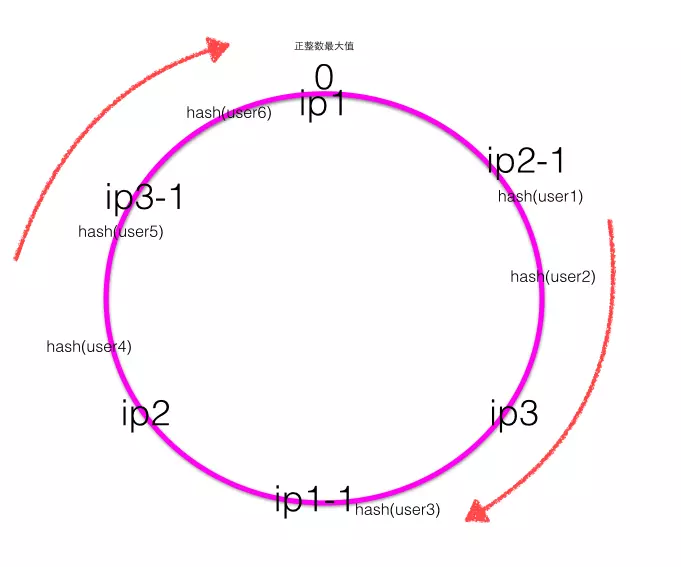 正整数最大值
0
ip1
hash(user6)
ip2-1
hash(user1)
ip3-1
hash(user5)
hash(user2)
hash(user4)
ip2
ip3
ip1-1
hash(user3)